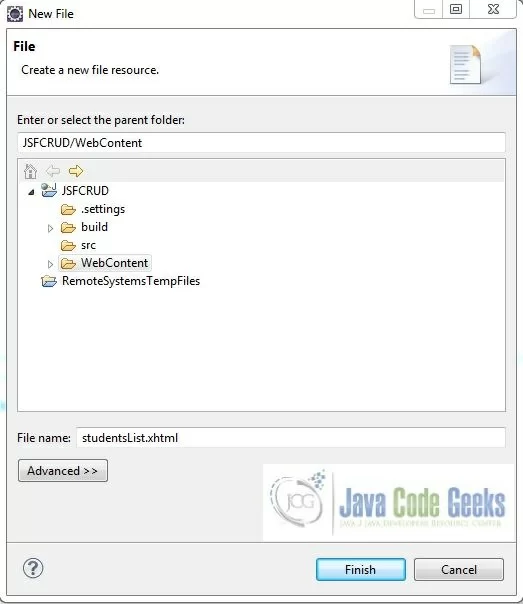 New File
File
Create a new file resource.
Enter or select the parent folder:
JSFCRUD/WebContent
JSFCRUD
.settings
build
src
WebContent
RemoteSystemsTempFiles
File name: studentsList.xhtml
Advanced >>
JCG Java Code Geeks
JAVA 2 JAVA DEVELOPERS RESOURCE CENTER
? Finish Cancel